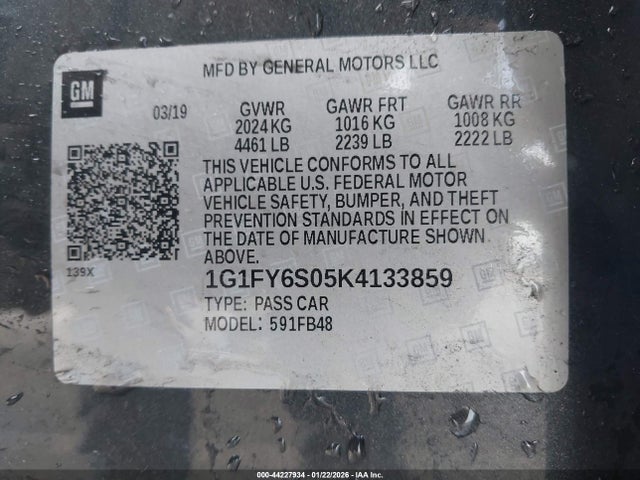 MFD BY GENERAL MOTORS LLC
GM
03/19 GVWR GAWR FRT GAWR RR
2024 KG 1016 KG 1008 KG
4461 LB 2239 LB 2222 LB
THIS VEHICLE CONFORMS TO ALL
APPLICABLE U.S. FEDERAL MOTOR
VEHICLE SAFETY, BUMPER, AND THEFT
PREVENTION STANDARDS IN EFFECT ON
THE DATE OF MANUFACTURE SHOWN
ABOVE.
139X
1G1FY6S05K4133859
TYPE: PASS CAR
MODEL: 591FB48
000-44227934 - 01/22/2026 - IAA Inc.